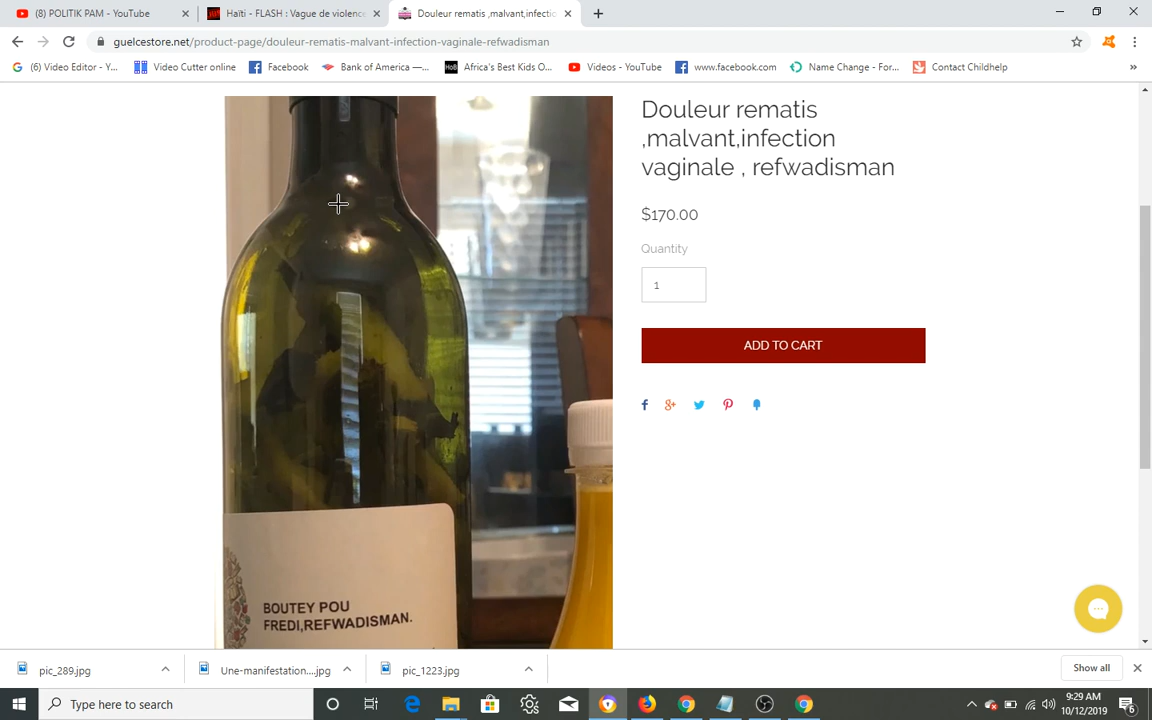 (8) POLITIK PAM - YouTube
Haïti - FLASH : Vague de violence
Douleur rematis ,malvant,infectio
guelcestore.net/product-page/douleur-rematis-malvant-infection-vaginale-refwadisman
(6) Video Editor - Y...
Video Cutter online
Facebook
Bank of America —...
Africa's Best Kids O...
Videos - YouTube
www.facebook.com
Name Change - For...
Contact Childhelp
»
Douleur rematis
,malvant,infection
vaginale , refwadisman
$170.00
Quantity
1
ADD TO CART
BOUTEY POU
FREDI,REFWADISMAN.
pic_289.jpg
Une-manifestation....jpg
pic_1223.jpg
Show all
Type here to search
9:29 AM
10/12/2019
6